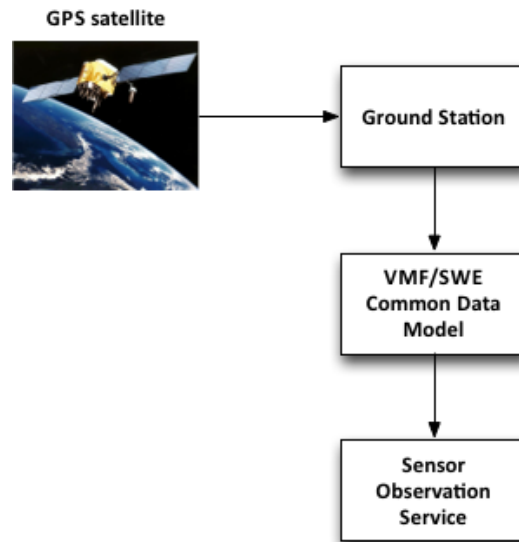 GPS satellite
Ground Station
VMF/SWE
Common Data
Model
Sensor
Observation
Service